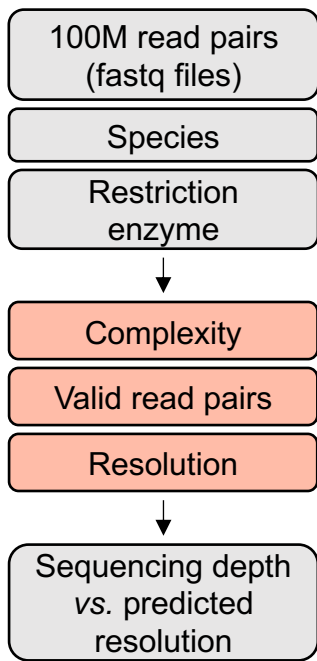 100M read pairs
(fastq files)
Species
Restriction
enzyme
Complexity
Valid read pairs
Resolution
Sequencing depth
vs. predicted
resolution